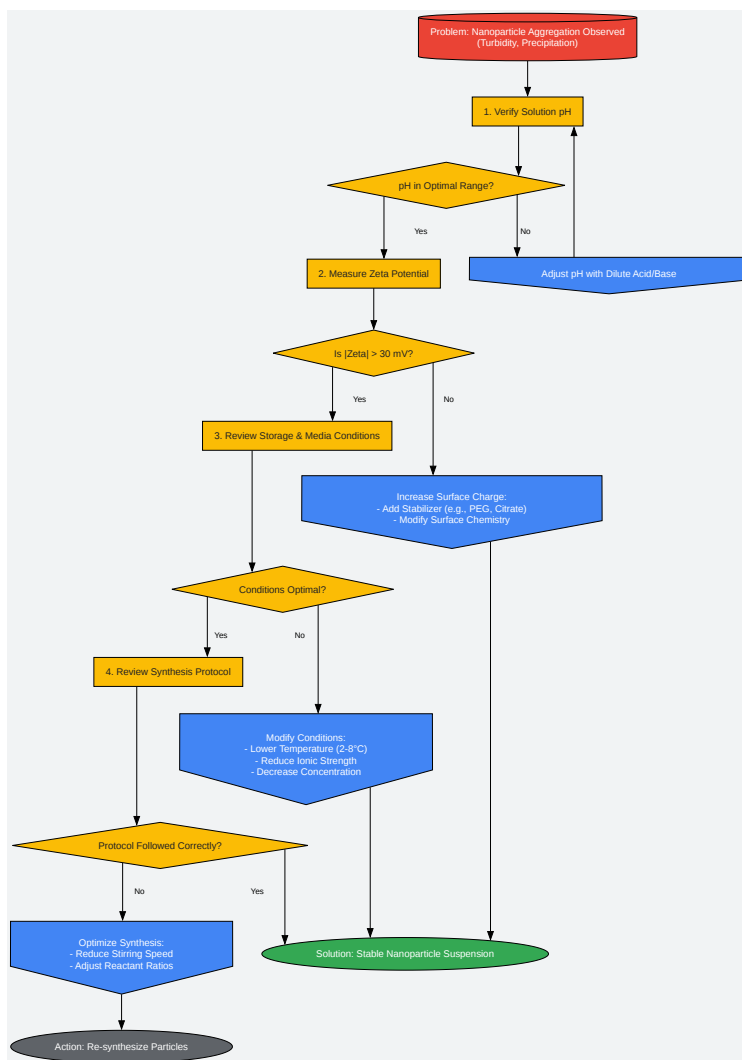 Problem: Nanoparticle Aggregation Observed
(Turbidity, Precipitation)
1. Verify Solution pH
pH in Optimal Range?
Yes
No
2. Measure Zeta Potential
Adjust pH with Dilute Acid/Base
Is |Zeta| > 30 mV?
Yes
No
3. Review Storage & Media Conditions
Increase Surface Charge:
- Add Stabilizer (e.g., PEG, Citrate)
- Modify Surface Chemistry
Conditions Optimal?
Yes
No
4. Review Synthesis Protocol
Modify Conditions:
- Lower Temperature (2-8°C)
- Reduce Ionic Strength
- Decrease Concentration
Protocol Followed Correctly?
No
Yes
Optimize Synthesis:
- Reduce Stirring Speed
- Adjust Reactant Ratios
Solution: Stable Nanoparticle Suspension
Action: Re-synthesize Particles